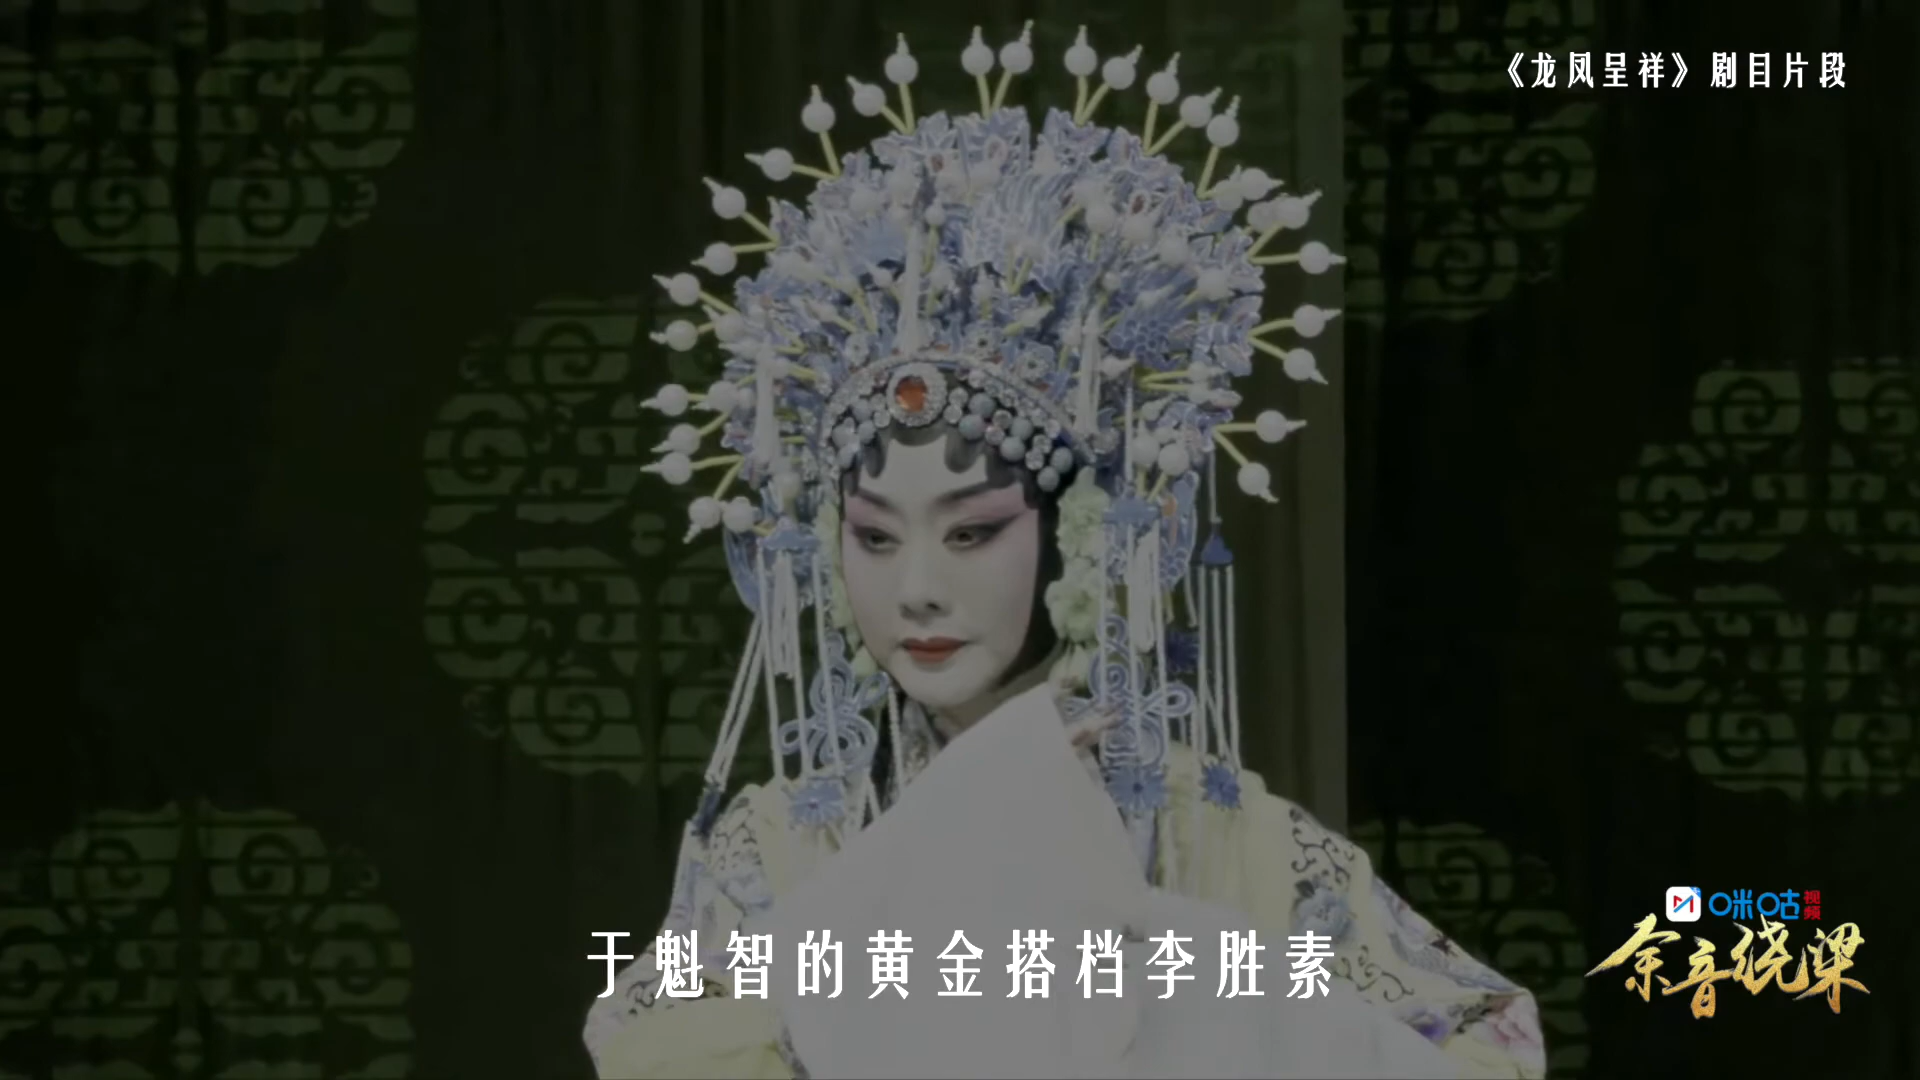 《龙凤呈祥》剧目片段
咪咕视频
余音绕梁
于魁智的黄金搭档李胜素